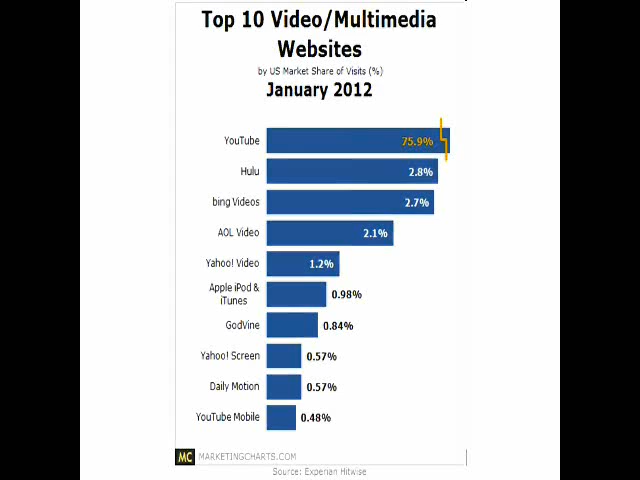 Top 10 Video/Multimedia
Websites
by US Market Share of Visits (%)
January 2012
YouTube 75.9%
Hulu 2.8%
bing Videos 2.7%
AOL Video 2.1%
Yahoo! Video 1.2%
Apple iPod &
iTunes 0.98%
GodVine 0.84%
Yahoo! Screen 0.57%
Daily Motion 0.57%
YouTube Mobile 0.48%
MC MARKETINGCHARTS.COM
Source: Experian Hitwise